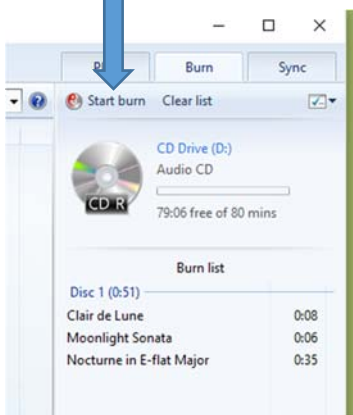 Burn
Sync
Start burn Clear list
CD Drive (D:)
Audio CD
CD R
79:06 free of 80 mins
Burn list
Disc 1 (0:51)
Clair de Lune 0:08
Moonlight Sonata 0:06
Nocturne in E-flat Major 0:35